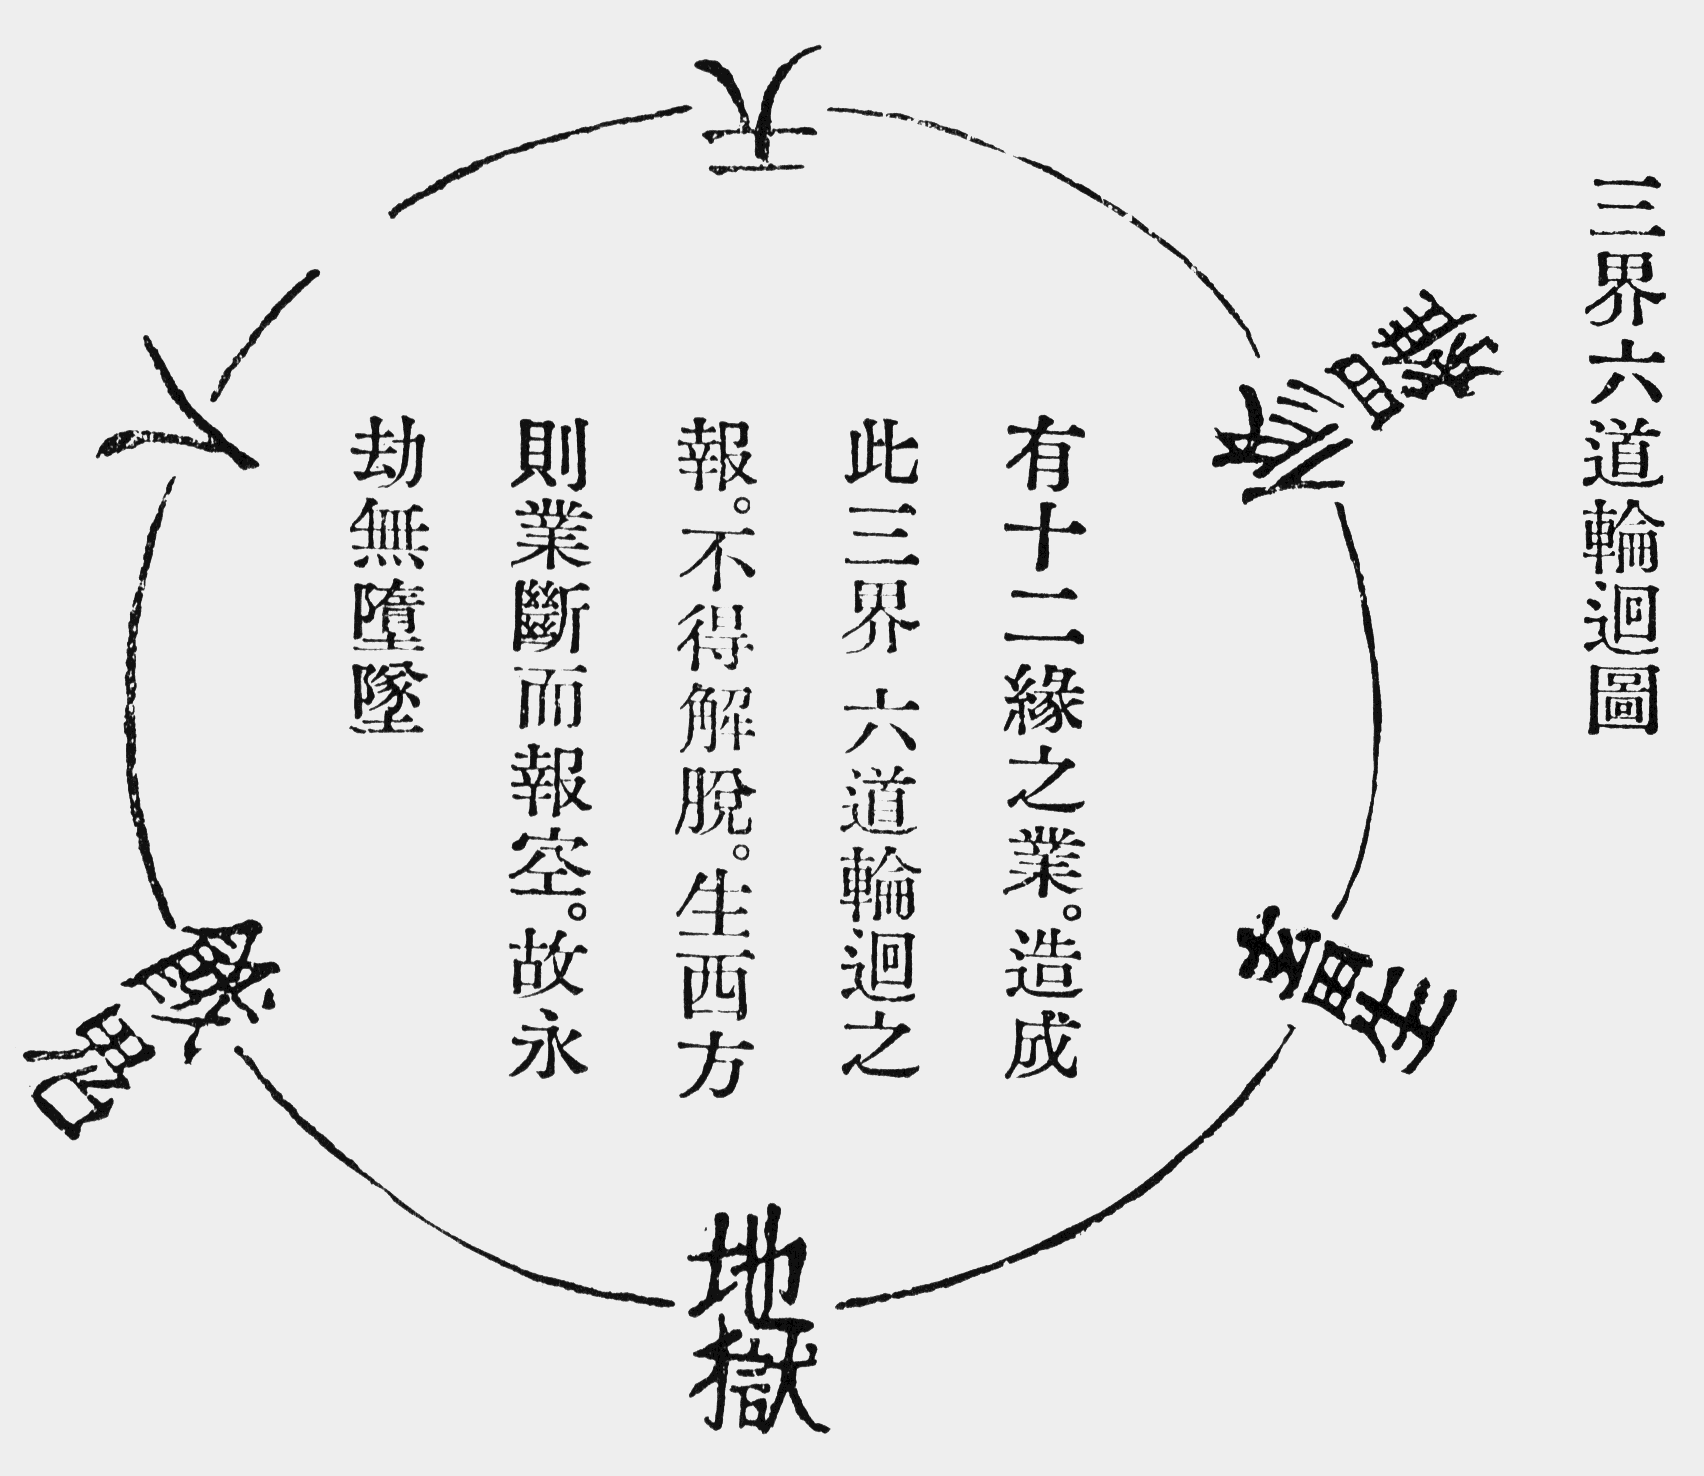 三界六道輪迴圖
天
修羅
畜生
地獄
餓鬼
人
有十二緣之業。造成
此三界六道輪迴之
報。不得解脫。生西方
則業斷而報空。故永
劫無墮墜